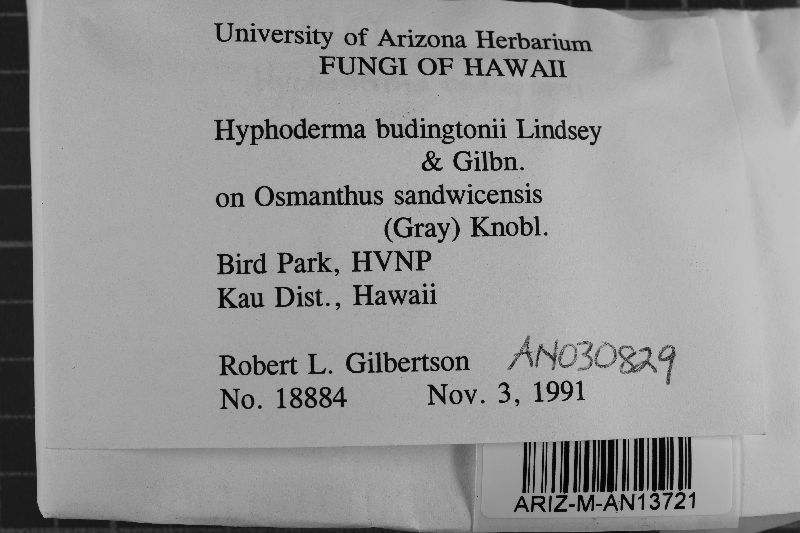 University of Arizona Herbarium
FUNGI OF HAWAII
Hyphoderma budingtonii Lindsey
& Gilbn.
on Osmanthus sandwicensis
(Gray) Knobl.
Bird Park, HVNP
Kau Dist., Hawaii
Robert L. Gilbertson AN030829
No. 18884 Nov. 3, 1991
ARIZ-M-AN13721